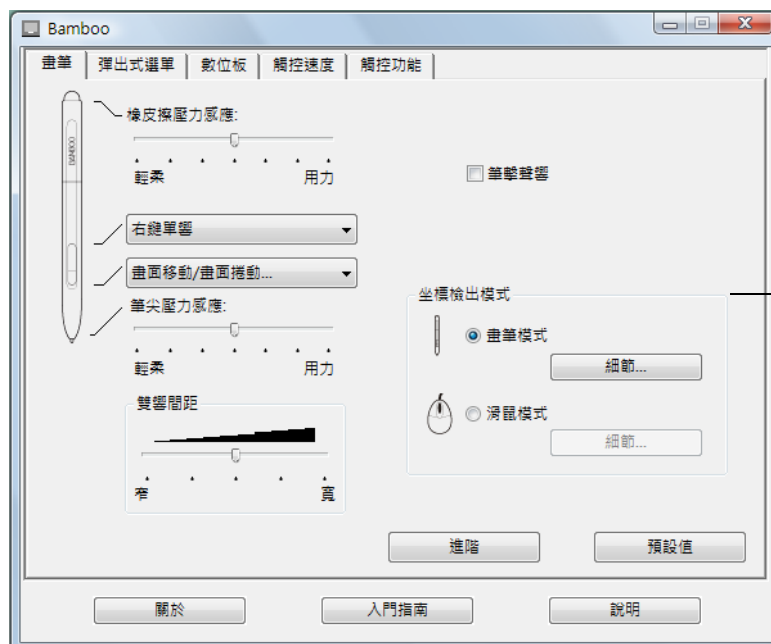 Bamboo
畫筆 彈出式選單 數位板 觸控速度 觸控功能
橡皮擦壓力感應:
輕柔 用力
筆擊聲響
BAMBOO
右鍵單響
畫面移動/畫面捲動...
筆尖壓力感應:
輕柔 用力
坐標檢出模式
畫筆模式
細節...
滑鼠模式
細節...
雙響間距
窄 寬
進階 預設值
關於 入門指南 說明